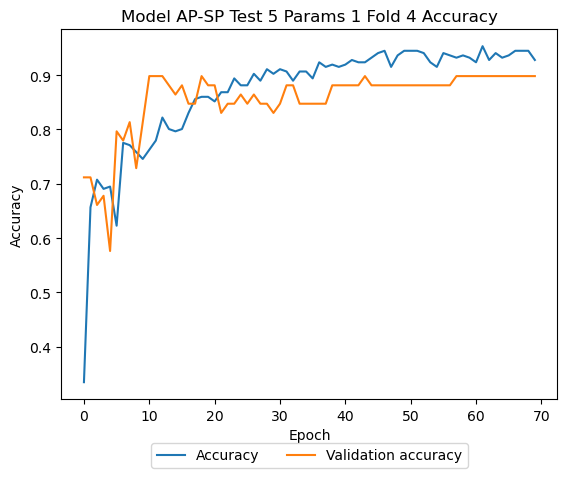 Model AP-SP Test 5 Params 1 Fold 4 Accuracy
Accuracy
0.9
0.8
0.7
0.6
0.5
0.4
0 10 20 30 40 50 60 70
Epoch
Accuracy Validation accuracy